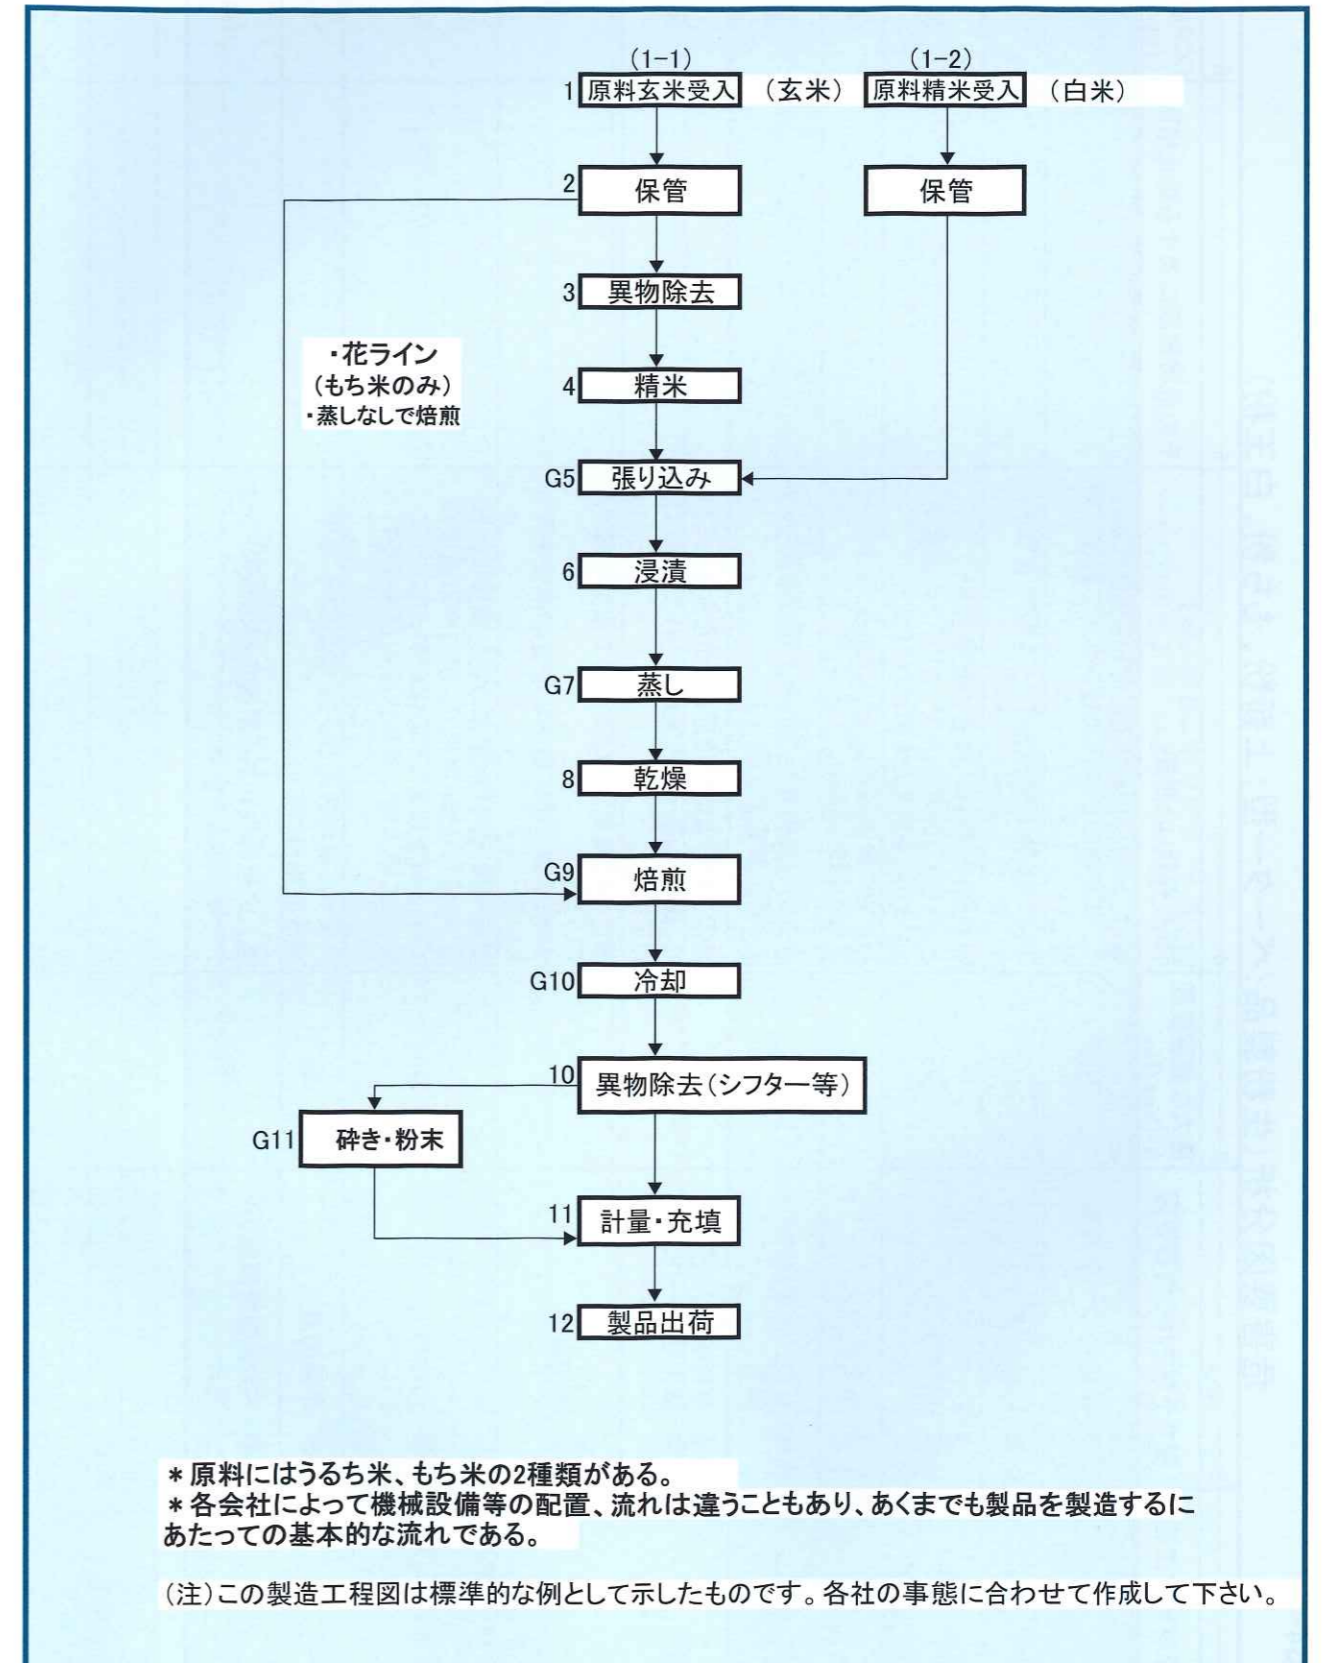 (1-1)
(1-2)
1 原料玄米受入 (玄米) 原料精米受入 (白米)
2 保管
保管
3 異物除去
・花ライン
(もち米のみ)
・蒸しなしで焙煎
4 精米
G5 張り込み
6 浸漬
G7 蒸し
8 乾燥
G9 焙煎
G10 冷却
10 異物除去(シフター等)
G11 砕き・粉末
11 計量・充填
12 製品出荷
*原料にはうるち米、もち米の2種類がある。
*各会社によって機械設備等の配置、流れは違うこともあり、あくまでも製品を製造するに
あたっての基本的な流れである。
(注)この製造工程図は標準的な例として示したものです。各社の事態に合わせて作成して下さい。